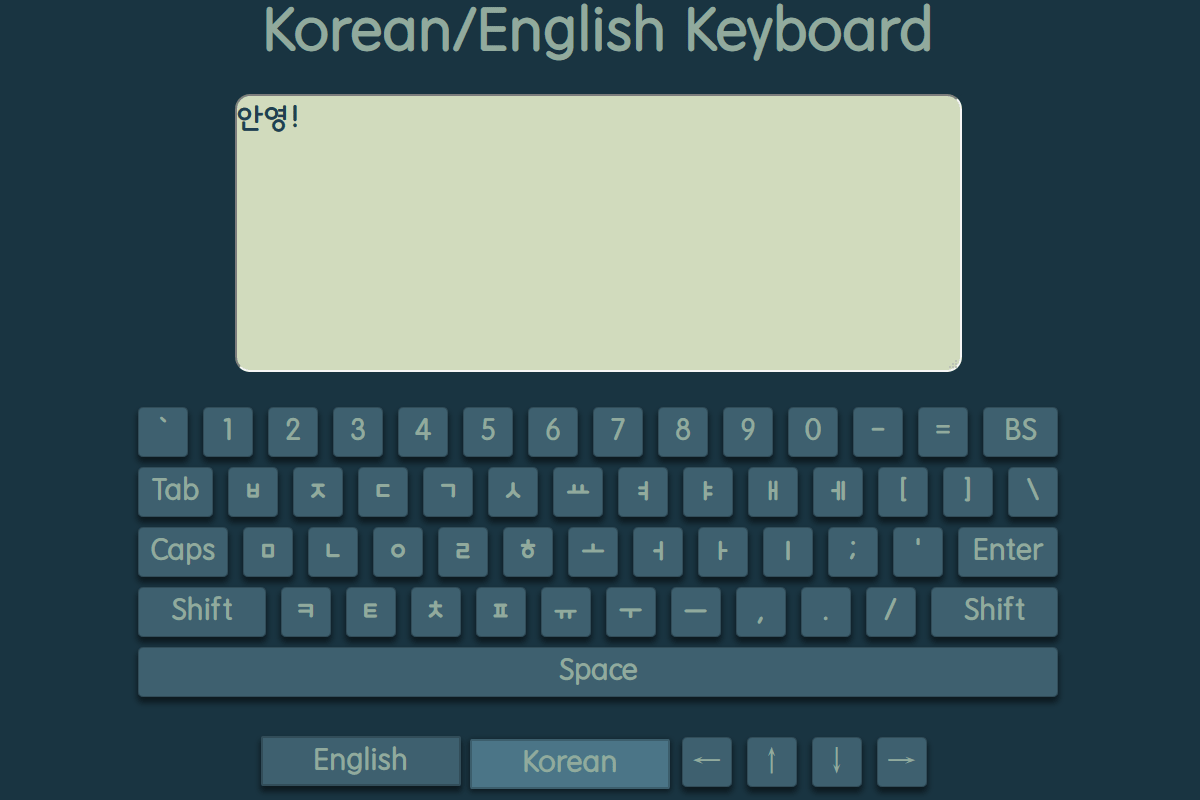 Korean/English Keyboard
안영!
` 1 2 3 4 5 6 7 8 9 0 - = BS
Tab ㅂ ㅈ ㄷ ㄱ ㅅ ㅛ ㅕ ㅑ ㅐ ㅔ [ ] \
Caps ㅁ ㄴ ㅇ ㄹ ㅎ ㅗ ㅓ ㅏ ㅣ ; ' Enter
Shift ㅋ ㅌ ㅊ ㅍ ㅠ ㅜ ㅡ , . / Shift
Space
English Korean ← ↑ ↓ →